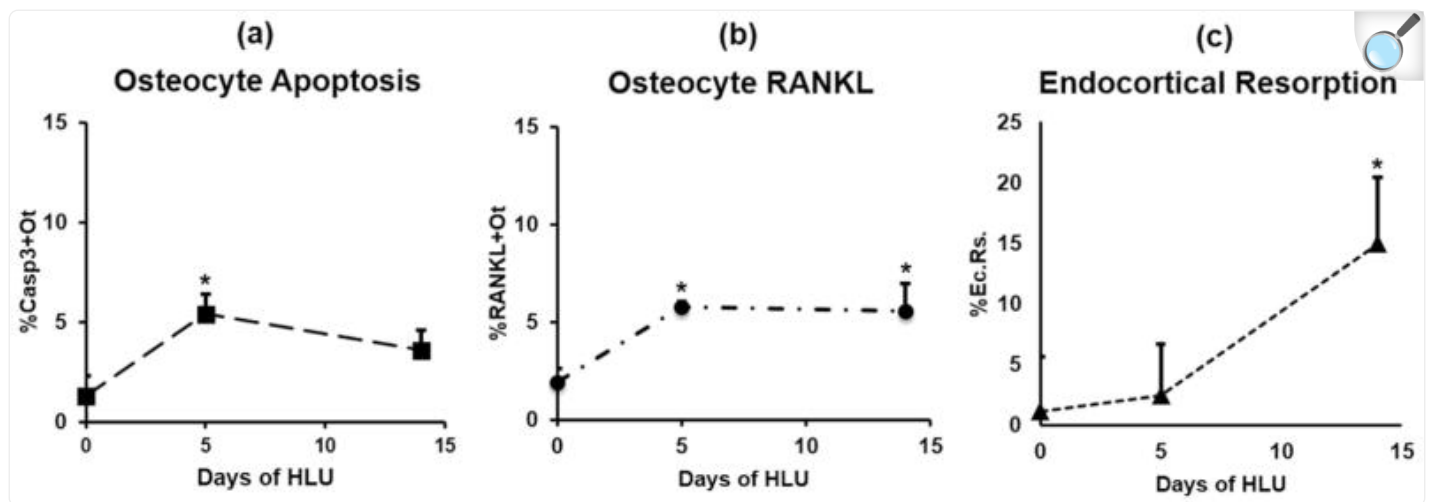 (a)
Osteocyte Apoptosis
15
10
5
0
%Casp3+Ot
*
0 5 10 15
Days of HLU
(b)
Osteocyte RANKL
15
10
5
0
%RANKL+Ot
*
*
0 5 10 15
Days of HLU
(c)
Endocortical Resorption
25
20
15
10
5
0
%Ec.Rs.
*
0 5 10 15
Days of HLU